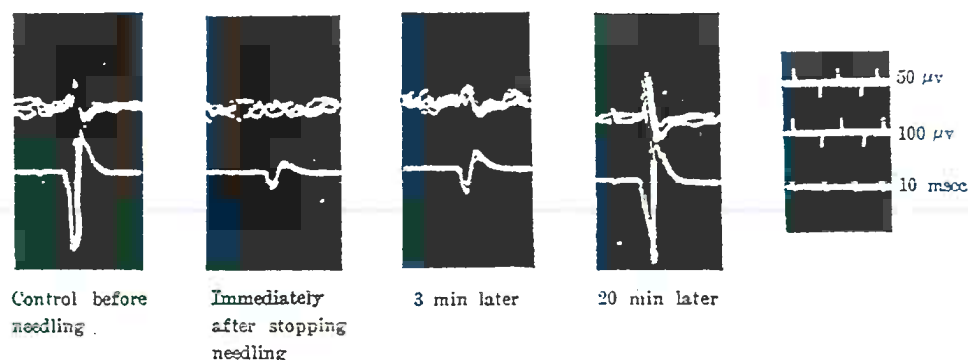 50 μv
100 μv
10 msec
Control before
needling.
Immediately
after stopping
needling
3 min later
20 min later